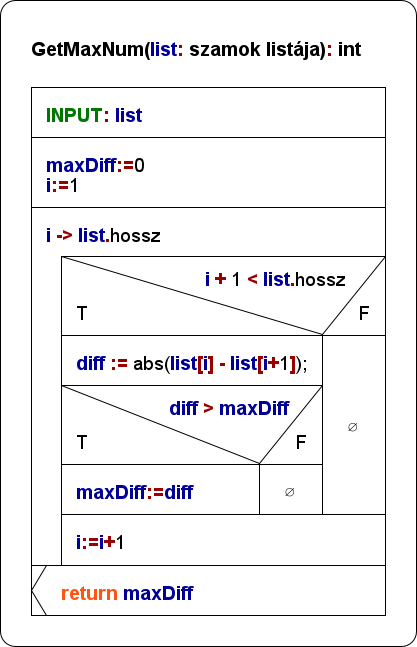 GetMaxNum(list: szamok listája): int
INPUT: list
maxDiff:=0
i:=1
i -> list.hossz
i + 1 < list.hossz
T
F
diff := abs(list[i] - list[i+1]);
diff > maxDiff
T
F
∅
maxDiff:=diff
∅
i:=i+1
return maxDiff